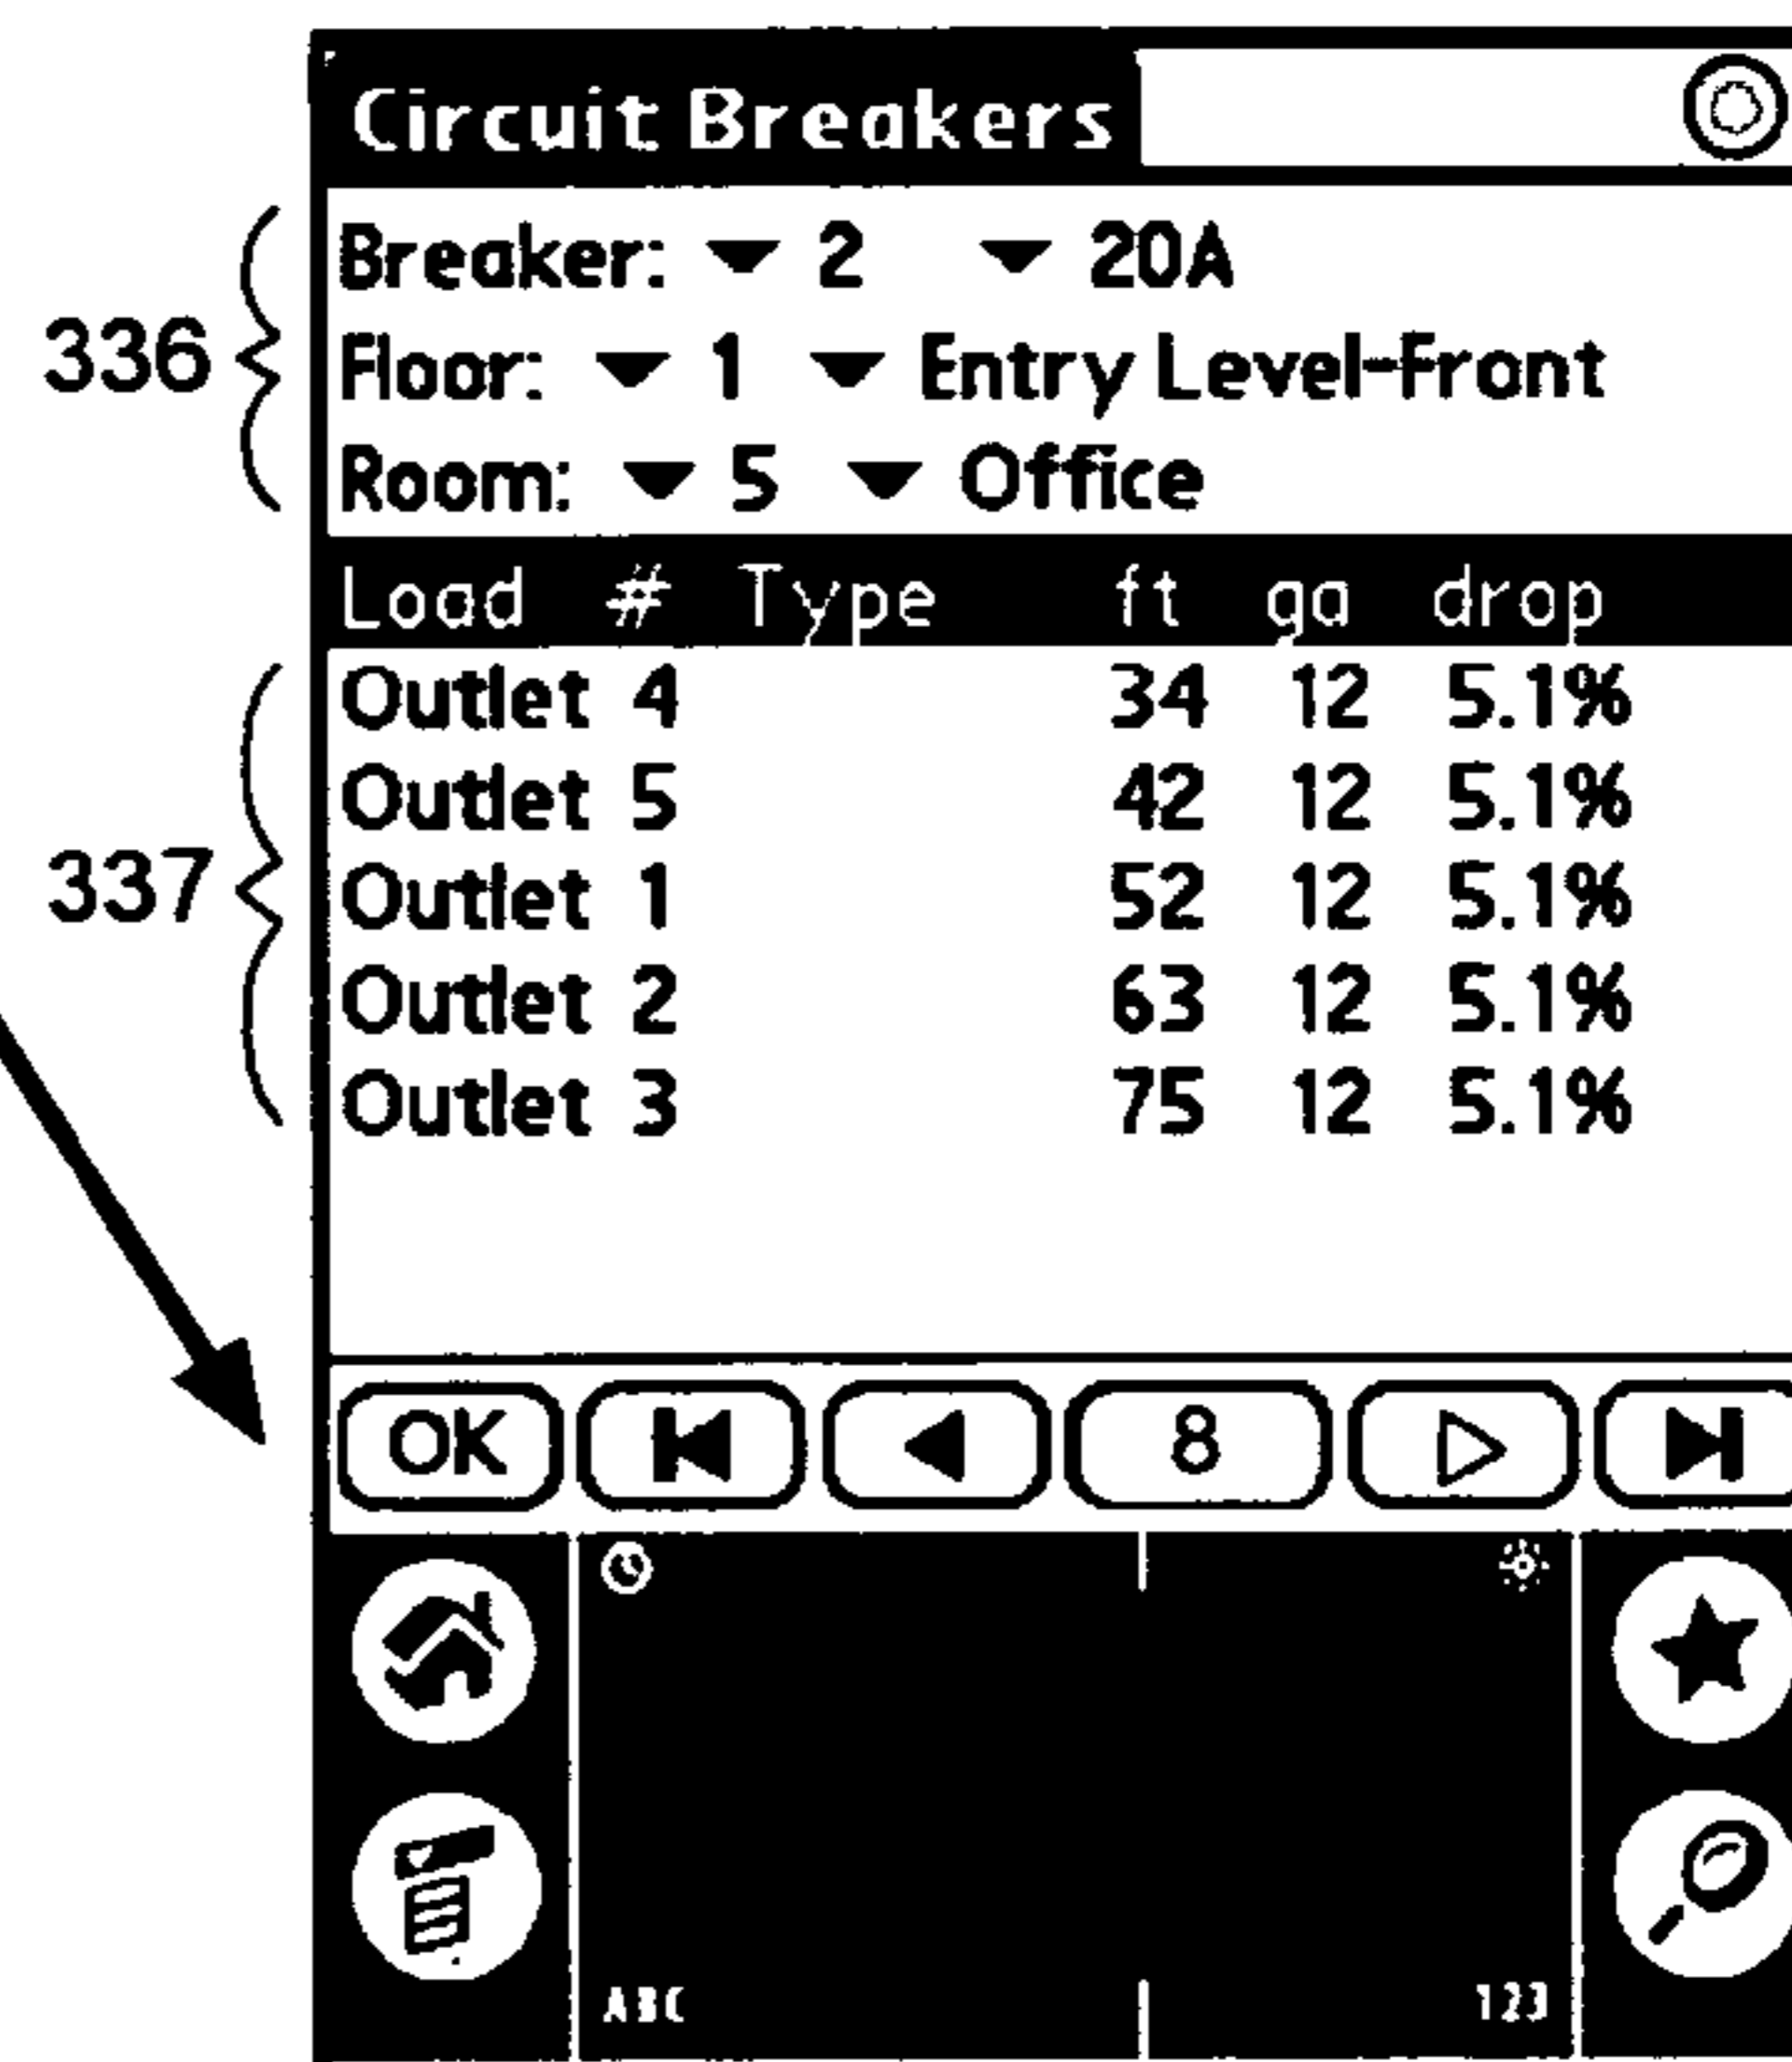 Circuit Breakers
Breaker: 2 20A
336
Floor: 1 Entry Level-Front
Room: 5 Office
Load # Type ft ga drop
Outlet 4 34 12 5.1%
Outlet 5 42 12 5.1%
337
Outlet 1 52 12 5.1%
Outlet 2 63 12 5.1%
Outlet 3 75 12 5.1%
OK 8
ABC 123